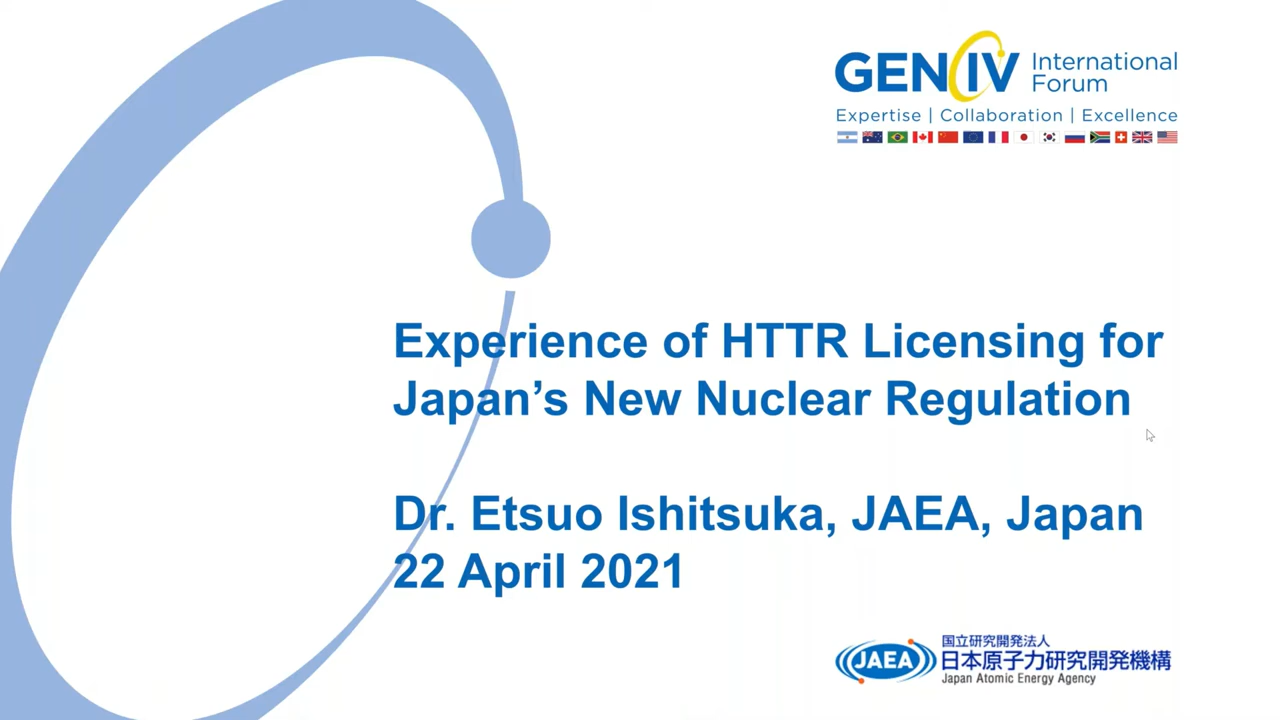 GENIV International
Forum
Expertise | Collaboration | Excellence
Experience of HTTR Licensing for
Japan's New Nuclear Regulation
Dr. Etsuo Ishitsuka, JAEA, Japan
22 April 2021
JAEA
国立研究開発法人
日本原子力研究開発機構
Japan Atomic Energy Agency